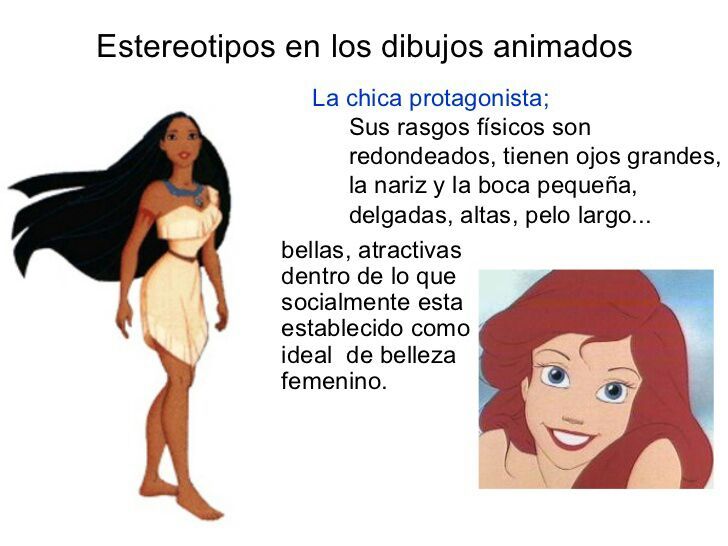 Estereotipos en los dibujos animados
La chica protagonista;
Sus rasgos físicos son
redondeados, tienen ojos grandes,
la nariz y la boca pequeña,
delgadas, altas, pelo largo...
bellas, atractivas
dentro de lo que
socialmente esta
establecido como
ideal  de belleza
femenino.